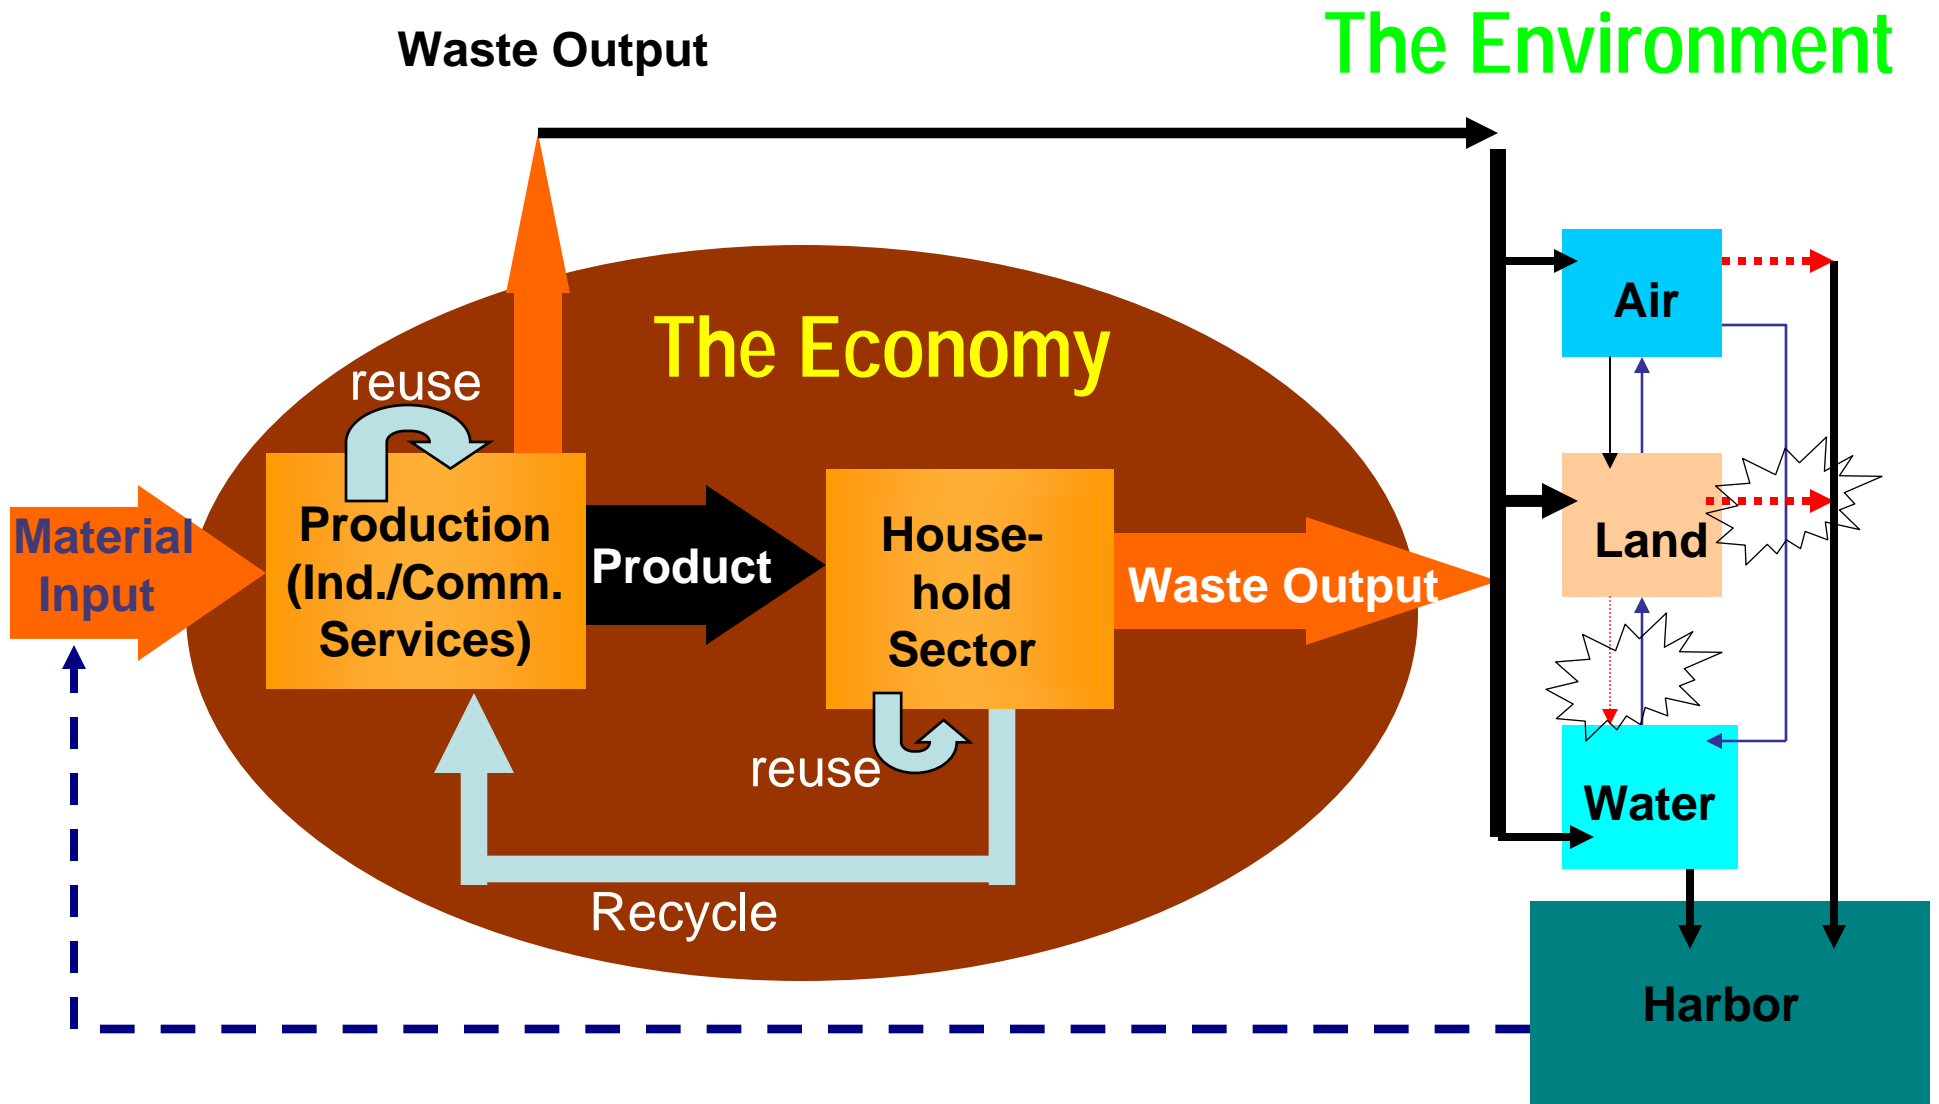 Waste Output
The Environment
The Economy
reuse
Air
Material
Input
Production
(Ind./Comm.
Services)
Product
House-
hold
Sector
Waste Output
Land
reuse
Water
Recycle
Harbor